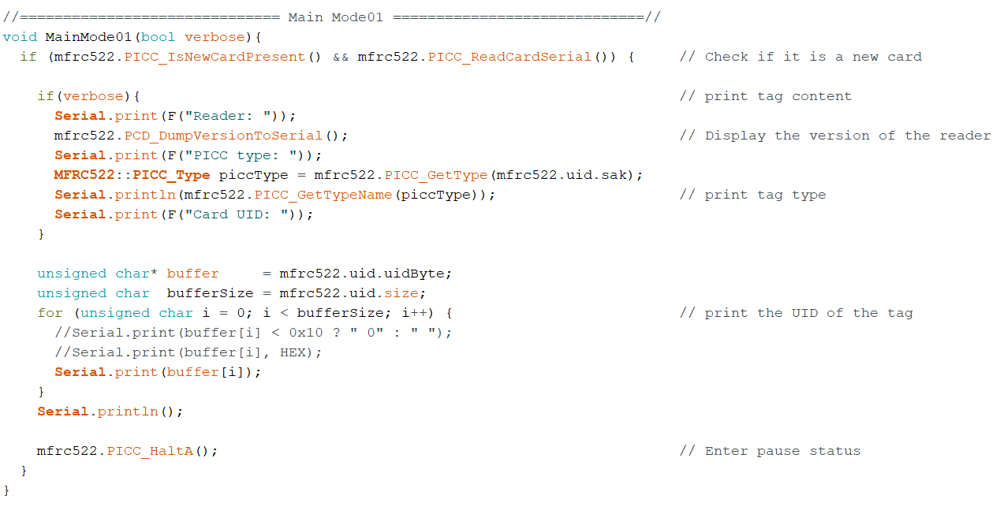 //============================== Main Mode01 =============================//
void MainMode01(bool verbose){
  if (mfrc522.PICC_IsNewCardPresent() && mfrc522.PICC_ReadCardSerial()) {     // Check if it is a new card

    if(verbose){                                                              // print tag content
      Serial.print(F("Reader: "));
      mfrc522.PCD_DumpVersionToSerial();                                      // Display the version of the reader
      Serial.print(F("PICC type: "));
      MFRC522::PICC_Type piccType = mfrc522.PICC_GetType(mfrc522.uid.sak);
      Serial.println(mfrc522.PICC_GetTypeName(piccType));                     // print tag type
      Serial.print(F("Card UID: "));
    }

    unsigned char* buffer     = mfrc522.uid.uidByte;
    unsigned char  bufferSize = mfrc522.uid.size;
    for (unsigned char i = 0; i < bufferSize; i++) {                          // print the UID of the tag
      //Serial.print(buffer[i] < 0x10 ? " 0" : " ");
      //Serial.print(buffer[i], HEX);
      Serial.print(buffer[i]);
    }
    Serial.println();

    mfrc522.PICC_HaltA();                                                     // Enter pause status
  }
}